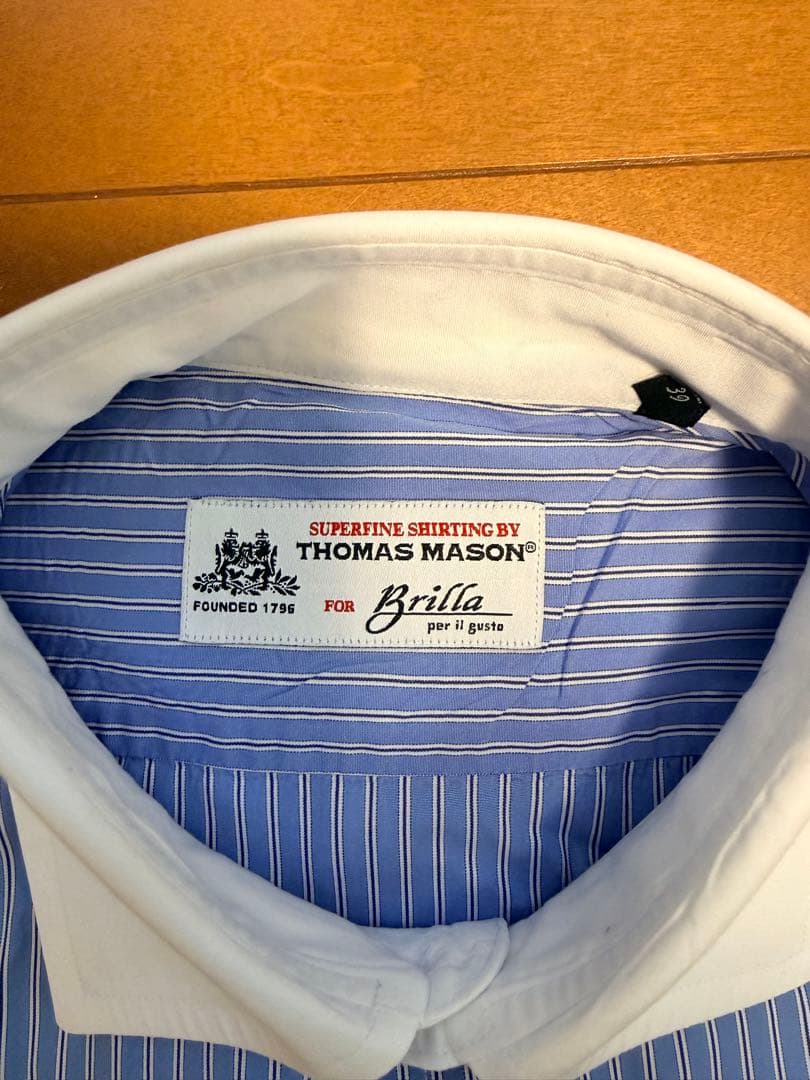 SUPERFINE SHIRTING BY
THOMAS MASON®
FOUNDED 1796
FOR Brilla
per il gusto
39